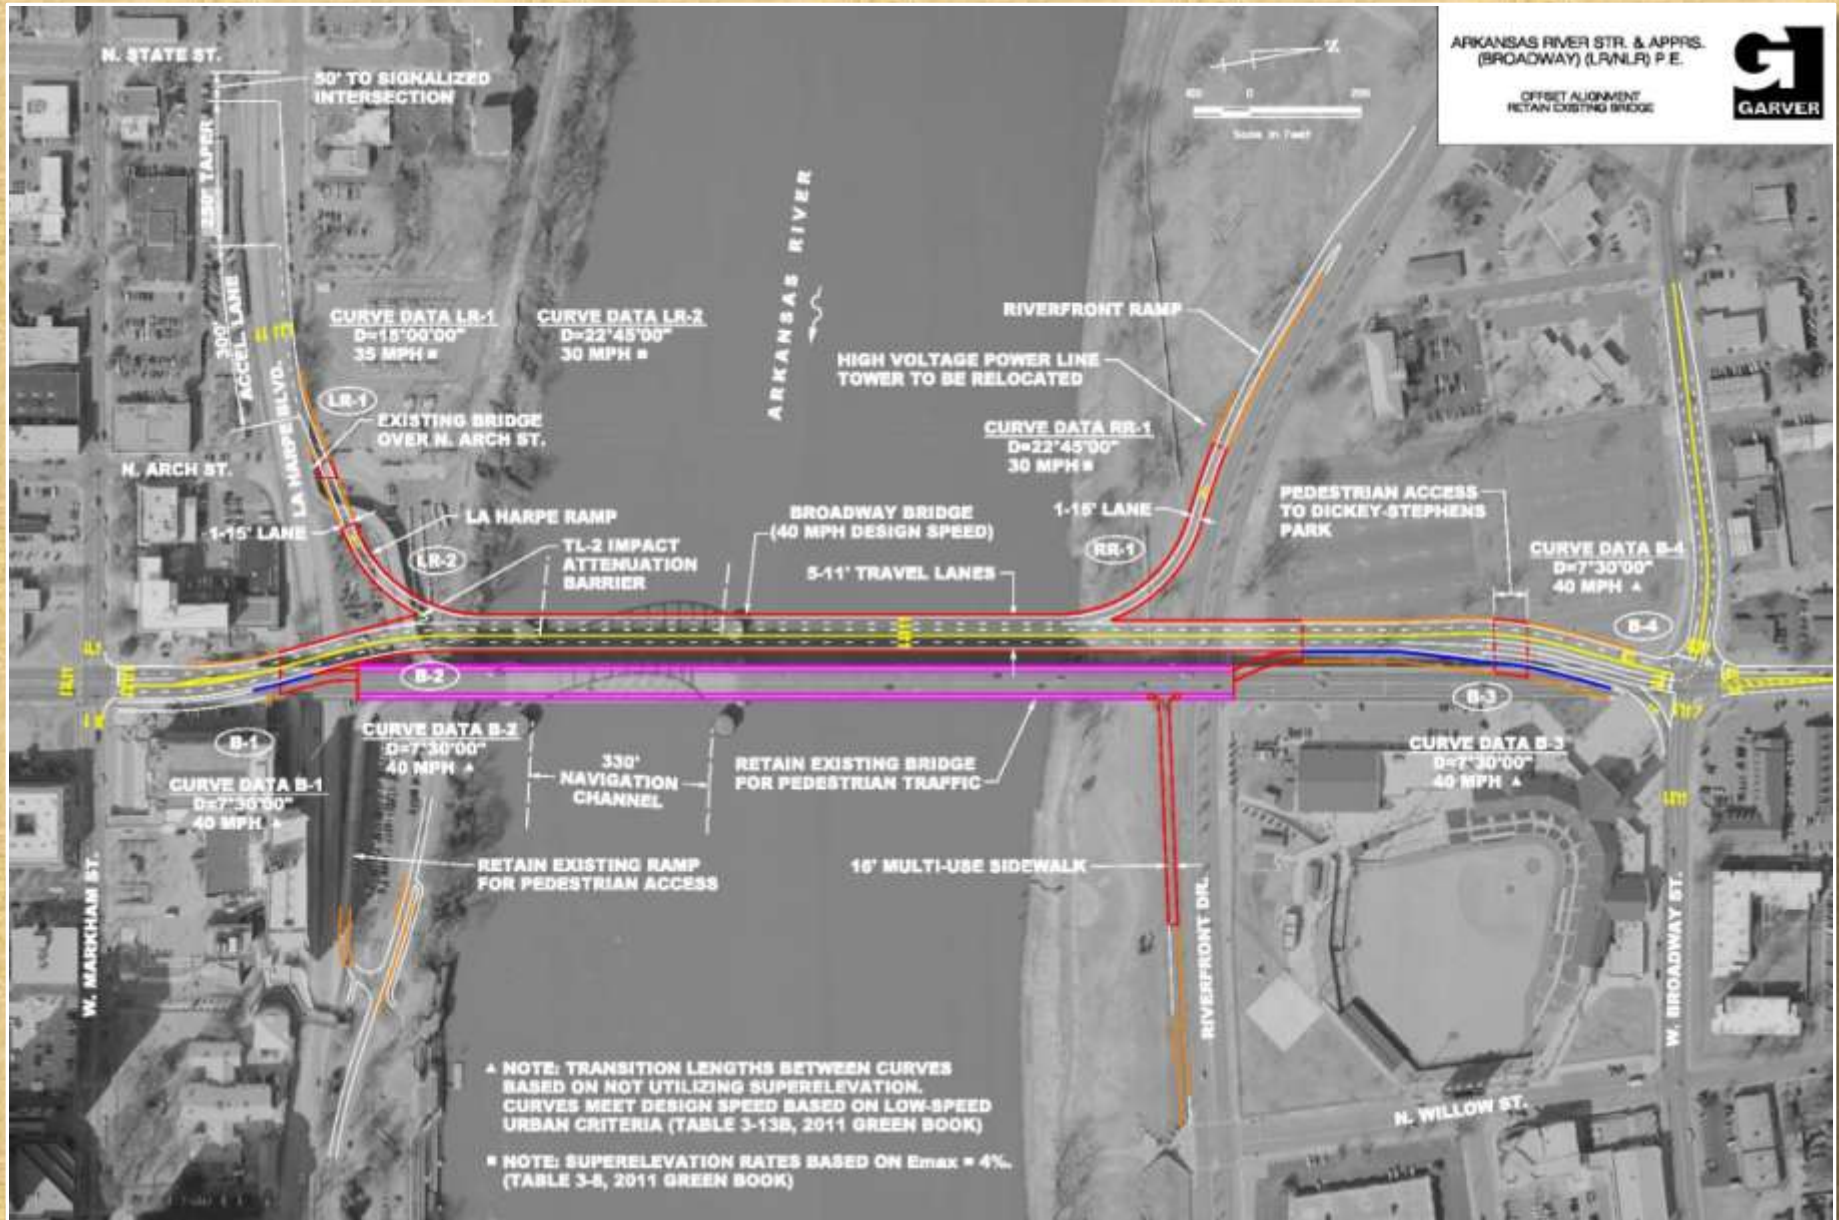 ARKANSAS RIVER STR. & APPRS.
(BROADWAY) (LR/NLR) P.E.
OFFSET ALIGNMENT
RETAIN EXISTING BRIDGE
GARVER
N. STATE ST.
50' TO SIGNALIZED
INTERSECTION
250' TAPER
300'
ACCEL. LANE
LA HARPE BLVD.
N
0
Scale in Feet
ARKANSAS RIVER
CURVE DATA LR-1
D=15°00'00"
35 MPH ■
CURVE DATA LR-2
D=22°45'00"
30 MPH ■
LR-1
EXISTING BRIDGE
OVER N. ARCH ST.
N. ARCH ST.
1-15' LANE
LA HARPE RAMP
LR-2
TL-2 IMPACT
ATTENUATION
BARRIER
RIVERFRONT RAMP
HIGH VOLTAGE POWER LINE
TOWER TO BE RELOCATED
CURVE DATA RR-1
D=22°45'00"
30 MPH ■
BROADWAY BRIDGE
(40 MPH DESIGN SPEED)
1-15' LANE
RR-1
5-11' TRAVEL LANES
PEDESTRIAN ACCESS
TO DICKEY-STEPHENS
PARK
CURVE DATA B-4
D=7°30'00"
40 MPH ▲
B-4
B-2
B-3
B-1
CURVE DATA B-2
D=7°30'00"
40 MPH ▲
CURVE DATA B-1
D=7°30'00"
40 MPH ▲
330'
NAVIGATION
CHANNEL
RETAIN EXISTING BRIDGE
FOR PEDESTRIAN TRAFFIC
CURVE DATA B-3
D=7°30'00"
40 MPH ▲
RETAIN EXISTING RAMP
FOR PEDESTRIAN ACCESS
16' MULTI-USE SIDEWALK
W. MARKHAM ST.
RIVERFRONT DR.
W. BROADWAY ST.
N. WILLOW ST.
▲ NOTE: TRANSITION LENGTHS BETWEEN CURVES
BASED ON NOT UTILIZING SUPERELEVATION.
CURVES MEET DESIGN SPEED BASED ON LOW-SPEED
URBAN CRITERIA (TABLE 3-13B, 2011 GREEN BOOK)
■ NOTE: SUPERELEVATION RATES BASED ON Emax = 4%.
(TABLE 3-8, 2011 GREEN BOOK)